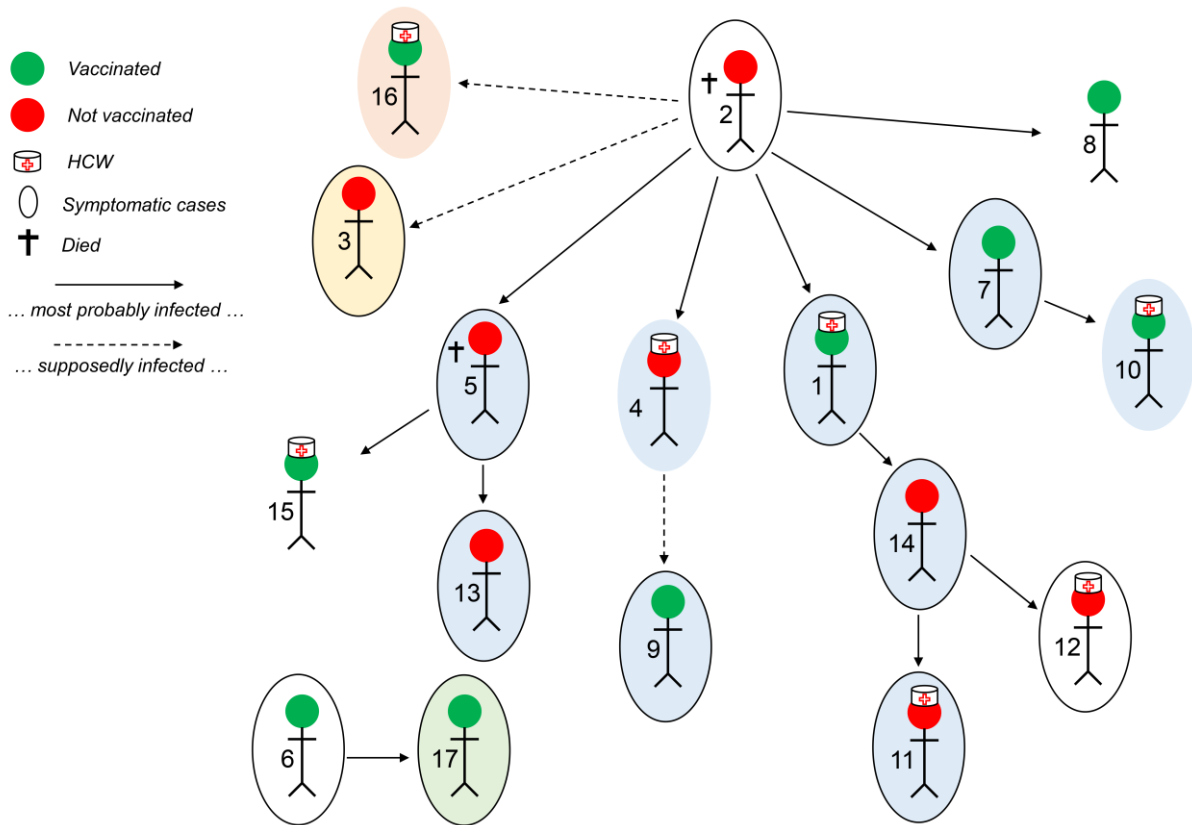 Vaccinated
Not vaccinated
HCW
Symptomatic cases
Died
... most probably infected ...
... supposedly infected ...
16
2
8
3
7
5
4
1
10
15
14
13
9
12
6
17
11